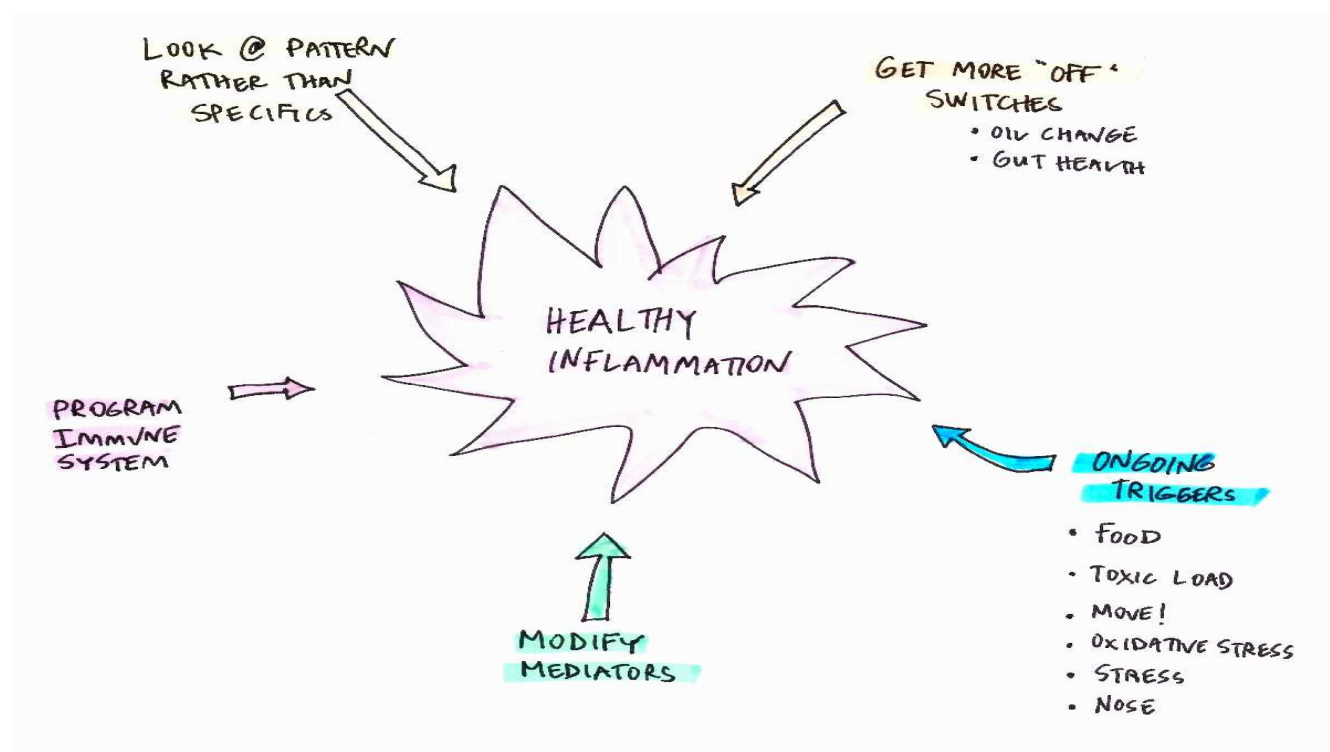 LOOK @ PATTERN
RATHER THAN
SPECIFICS
GET MORE "OFF"
SWITCHES
• OIL CHANGE
• GUT HEALTH
HEALTHY
INFLAMMATION
PROGRAM
IMMUNE
SYSTEM
ONGOING
TRIGGERS
• FOOD
• TOXIC LOAD
• MOVE!
• OXIDATIVE STRESS
• STRESS
• NOSE
MODIFY
MEDIATORS